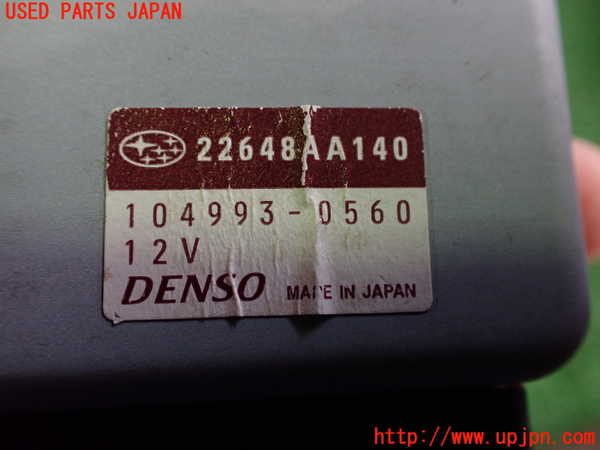 USED PARTS JAPAN
22648AA140
104993-0560
12V
DENSO MADE IN JAPAN
http://www.upjpn.com